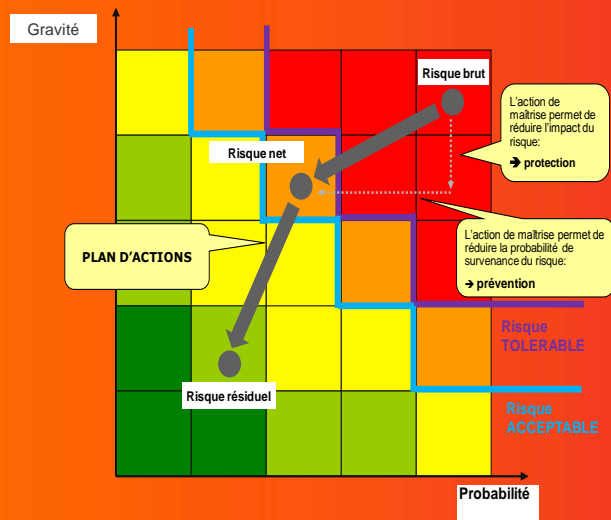 Gravité
Risque brut
L'action de
maîtrise permet de
réduire l'impact du
risque:
➔ protection
Risque net
L'action de maîtrise permet de
réduire la probabilité de
survenance du risque:
→ prévention
PLAN D'ACTIONS
Risque
TOLERABLE
Risque résiduel
Risque
ACCEPTABLE
Probabilité